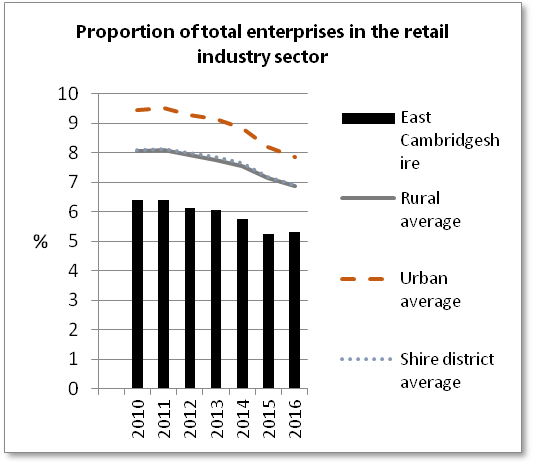 Proportion of total enterprises in the retail
industry sector
10
9
8
7
6
5
4
3
2
1
0
%
2010
2011
2012
2013
2014
2015
2016
East
Cambridgesh
ire
Rural
average
Urban
average
Shire district
average